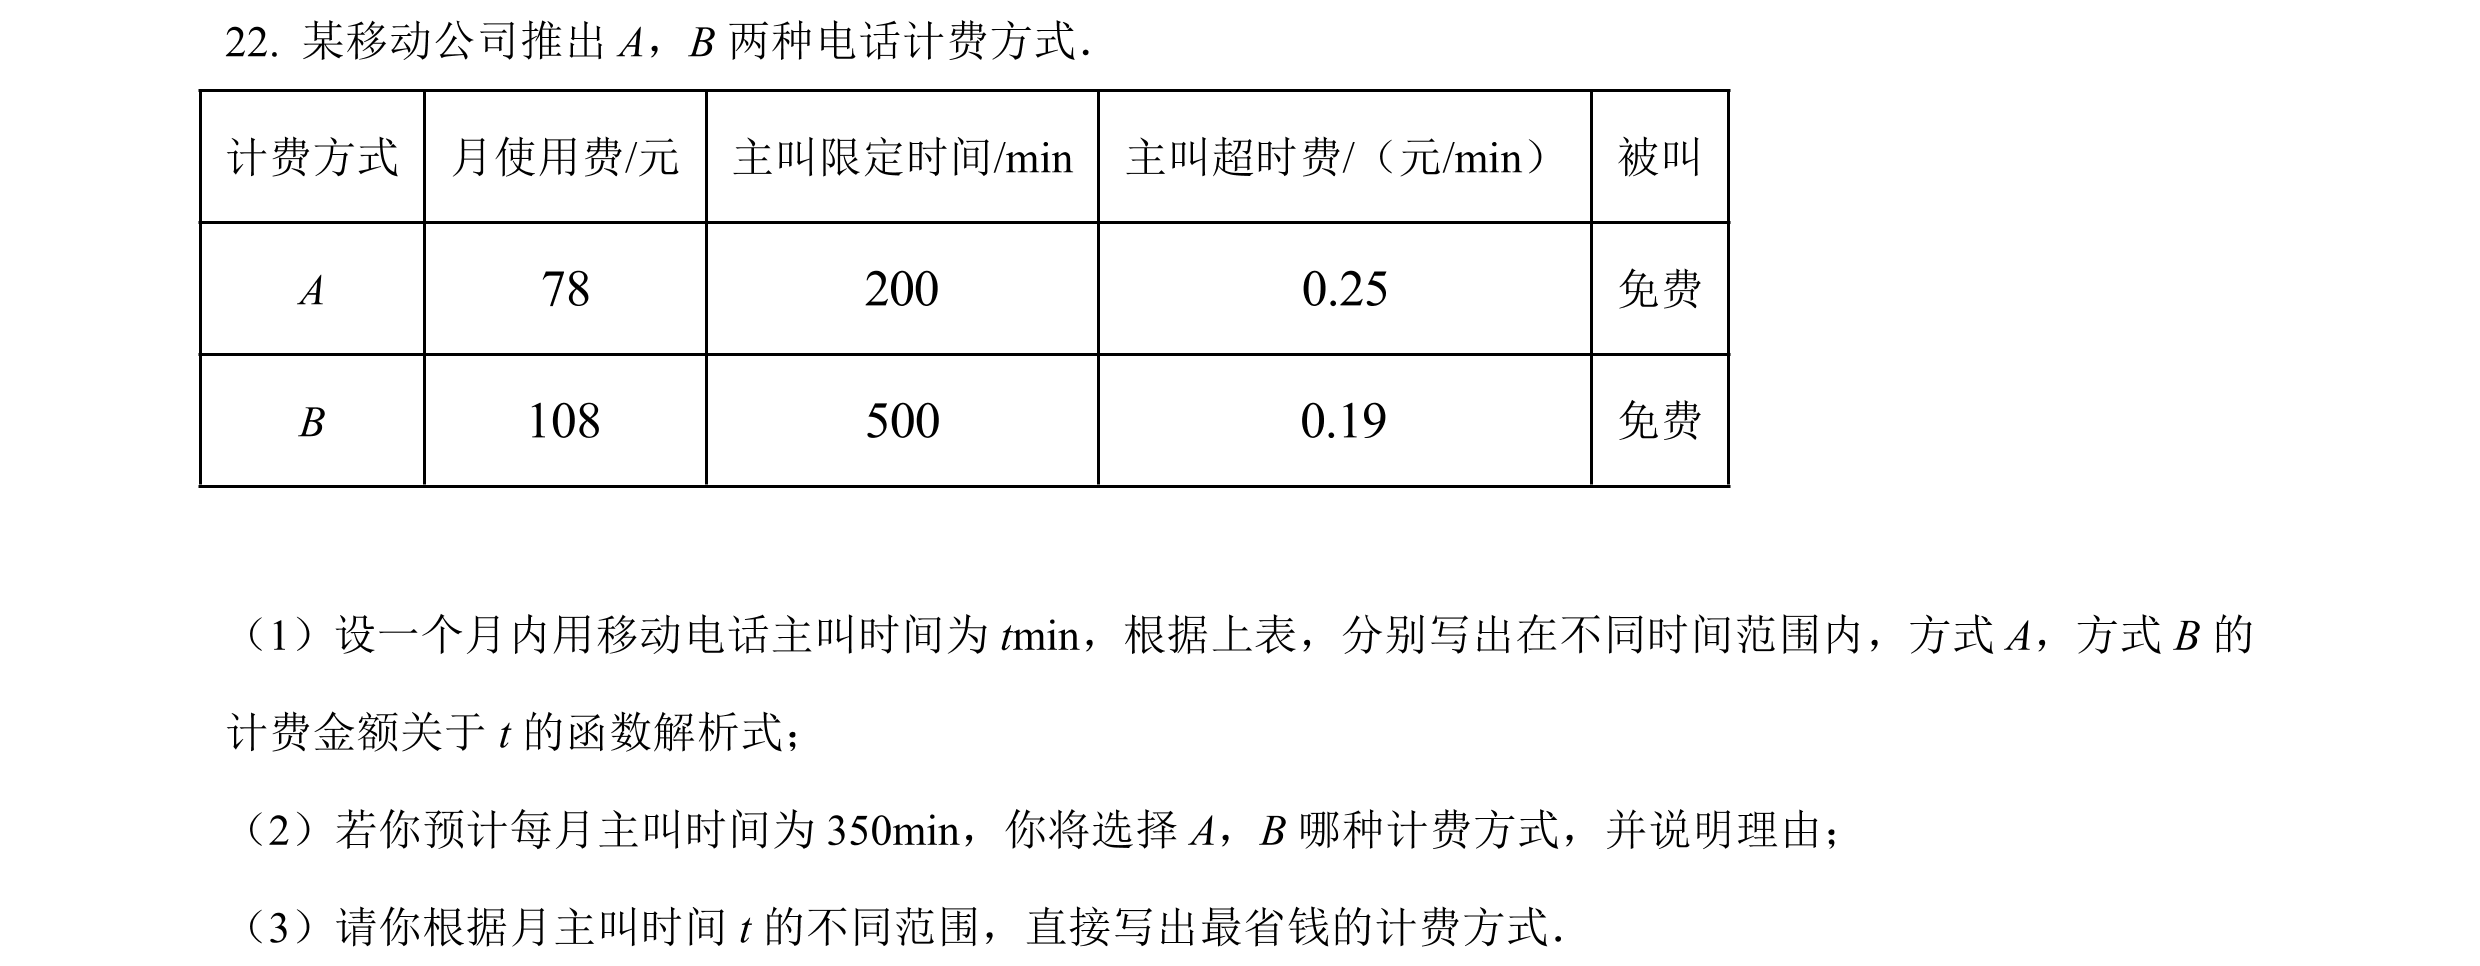 22. 某移动公司推出 A，B 两种电话计费方式．
计费方式 月使用费/元 主叫限定时间/min 主叫超时费/（元/min） 被叫
A 78 200 0.25 免费
B 108 500 0.19 免费
（1）设一个月内用移动电话主叫时间为 tmin，根据上表，分别写出在不同时间范围内，方式 A，方式 B 的
计费金额关于 t 的函数解析式；
（2）若你预计每月主叫时间为 350min，你将选择 A，B 哪种计费方式，并说明理由；
（3）请你根据月主叫时间 t 的不同范围，直接写出最省钱的计费方式．